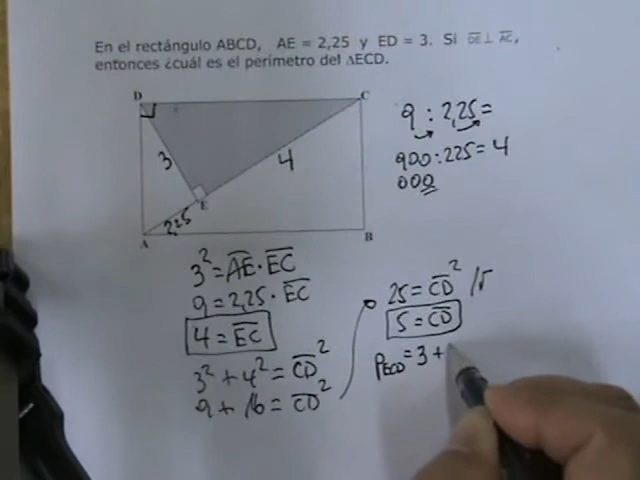 En el rectángulo ABCD, AE = 2,25 y ED = 3. Si DE ⊥ AC,
entonces ¿cuál es el perímetro del ΔECD.
D
C
3
4
E
2,25
A
B
9 : 2,25 =
900:225 = 4
000
3² = AE · EC
9 = 2,25 · EC
4 = EC
3² + 4² = CD²
9 + 16 = CD²
25 = CD² /√
5 = CD
PECD = 3 +